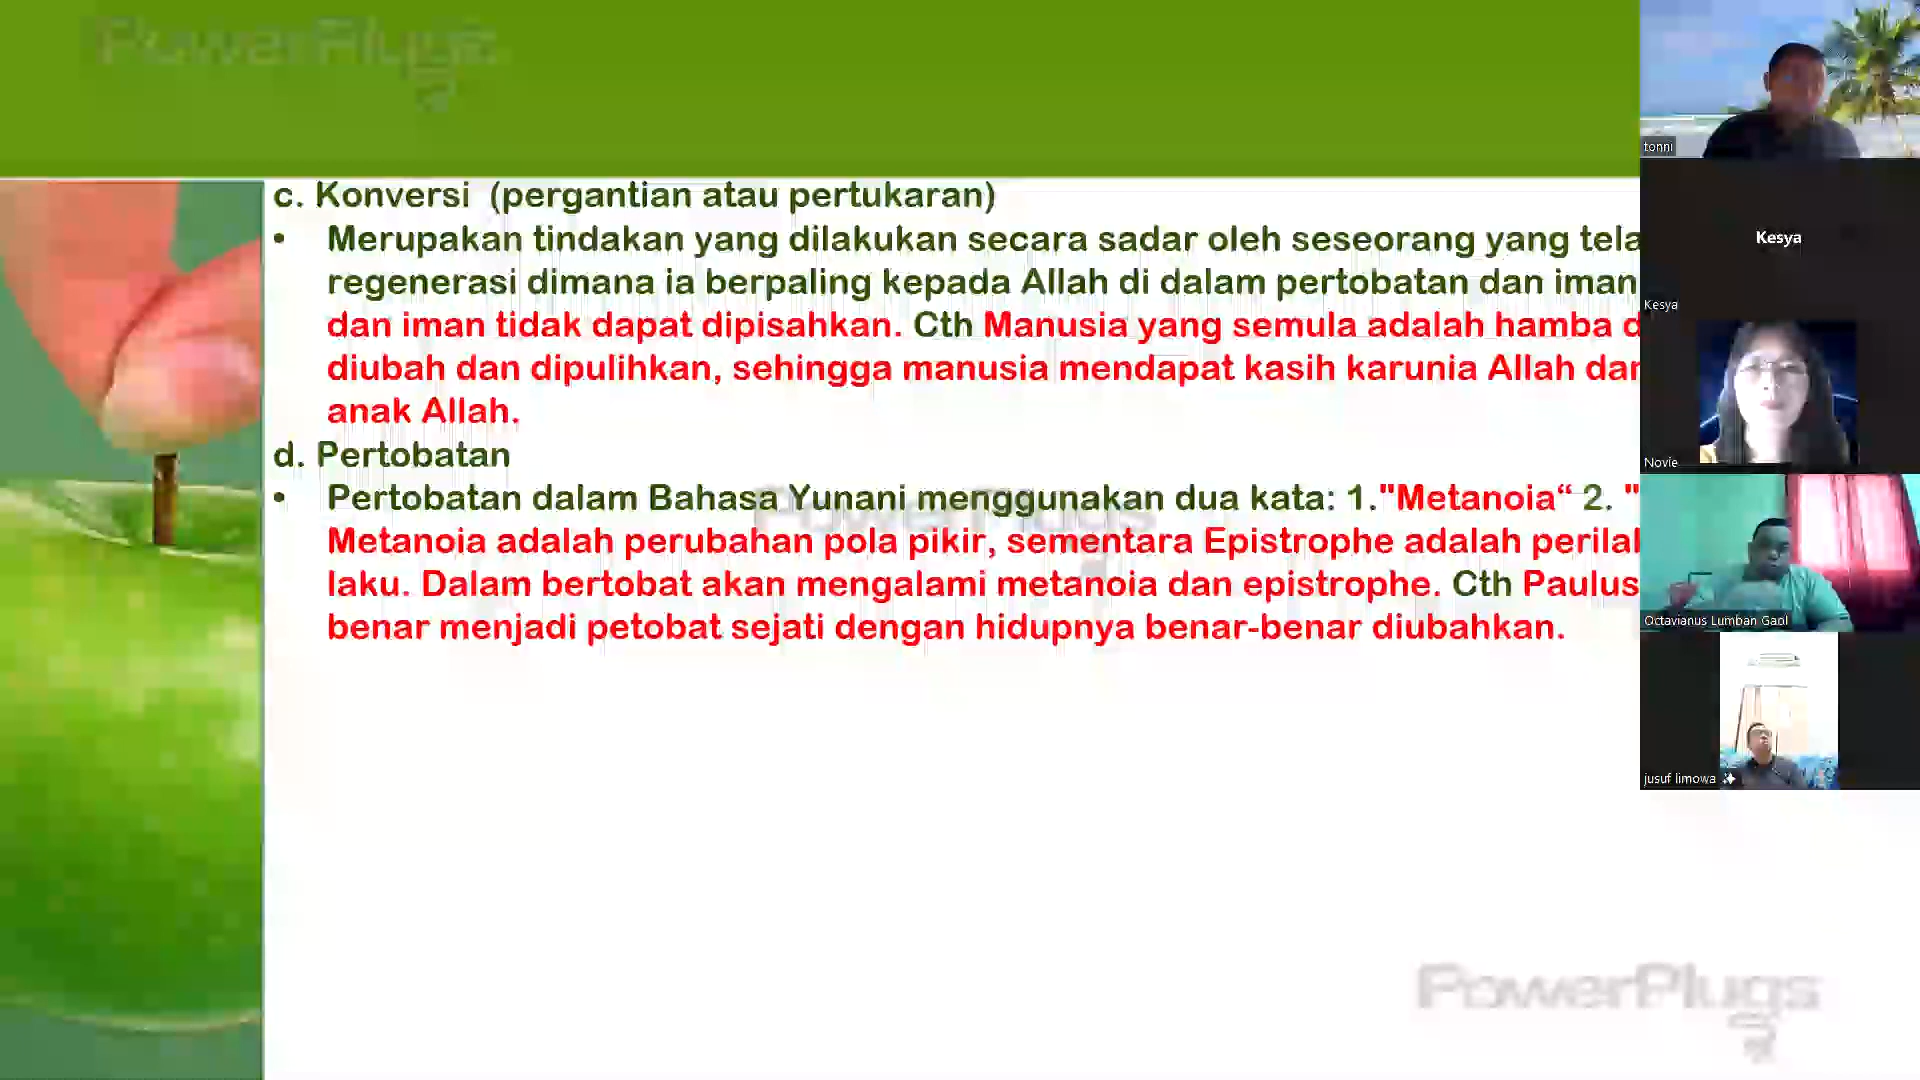 PowerPlugs
c. Konversi (pergantian atau pertukaran)
• Merupakan tindakan yang dilakukan secara sadar oleh seseorang yang
regenerasi dimana ia berpaling kepada Allah di dalam pertobatan dan iman
dan iman tidak dapat dipisahkan. Cth Manusia yang semula adalah hamba
diubah dan dipulihkan, sehingga manusia mendapat kasih karunia Allah
anak Allah.
d. Pertobatan
• Pertobatan dalam Bahasa Yunani menggunakan dua kata: 1."Metanoia“ 2. "
Metanoia adalah perubahan pola pikir, sementara Epistrophe adalah
laku. Dalam bertobat akan mengalami metanoia dan epistrophe. Cth Paulus
benar menjadi petobat sejati dengan hidupnya benar-benar diubahkan.
PowerPlugs
PowerPlugs
tonni
Kesya
Kesya
Novie
Octavianus Lumban Gaol
jusuf limowa